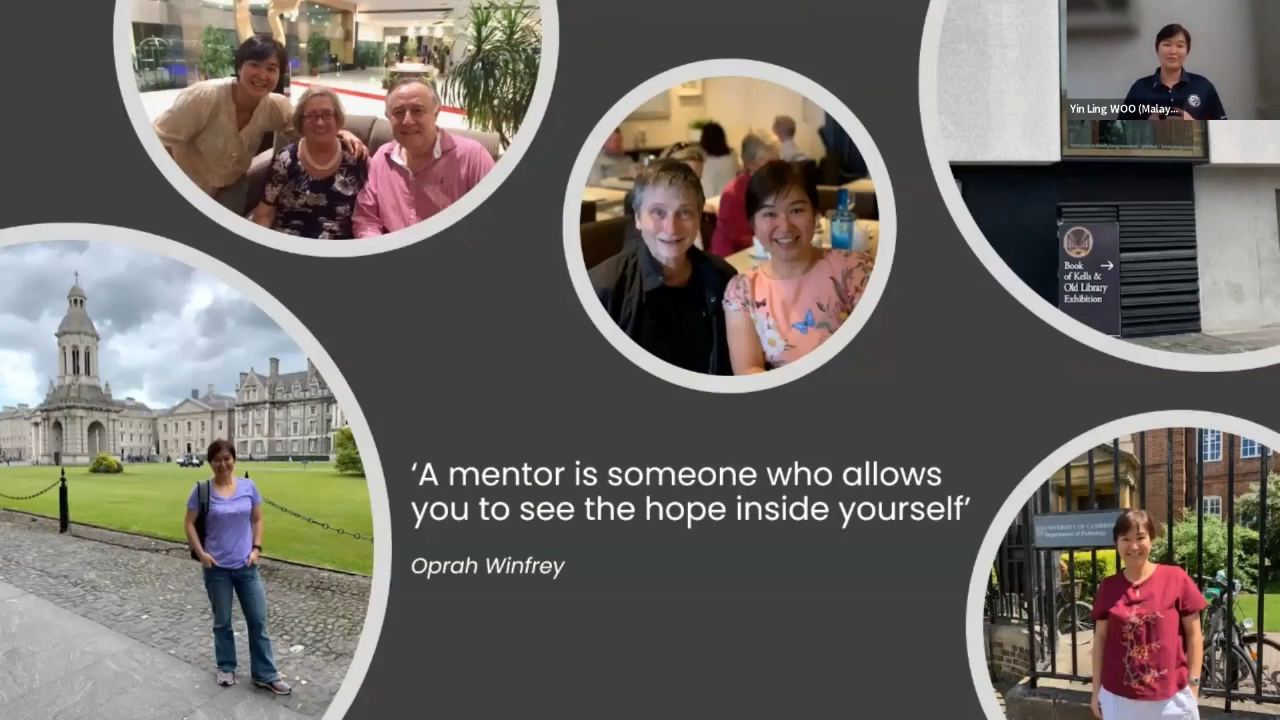 Yin Ling WOO (Malay...
Book
of Kells &
Old Library
Exhibition
‘A mentor is someone who allows
you to see the hope inside yourself’
Oprah Winfrey
UNIVERSITY OF CAMBRIDGE
Department of Pathology